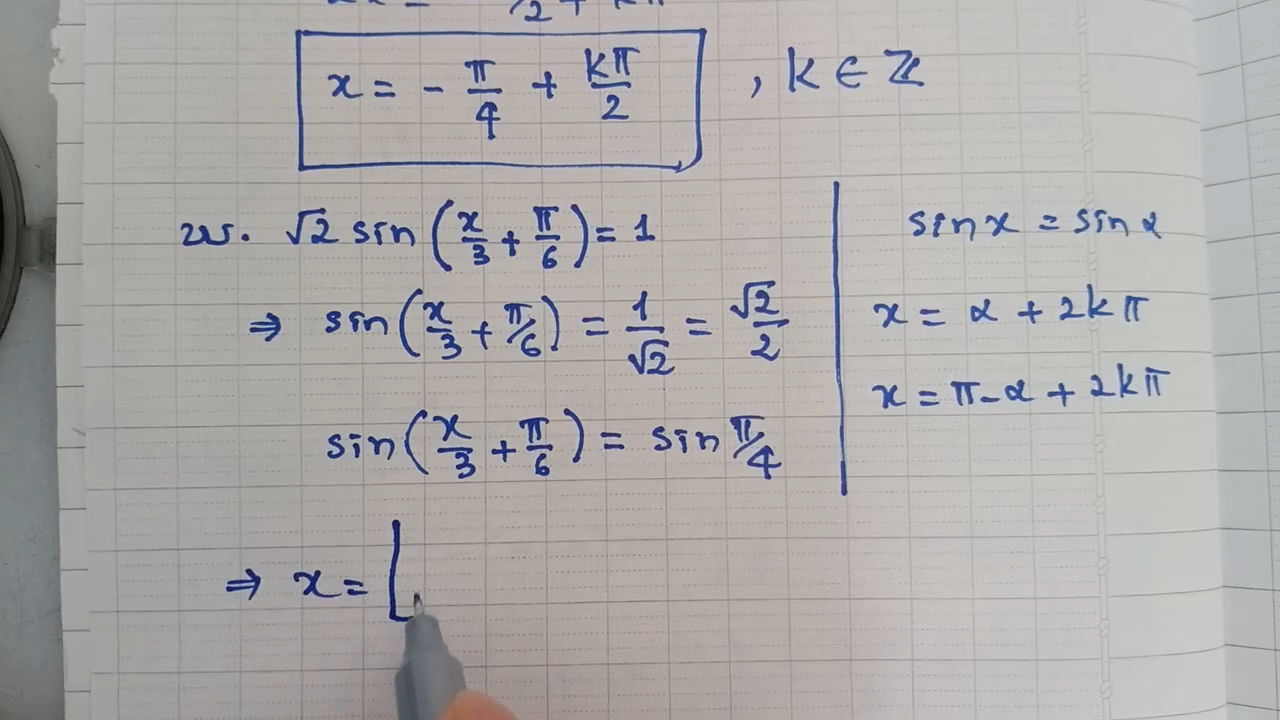 x = - π/4 + kπ/2 , k ∈ ℤ
√2 sin(x/3 + π/6) = 1
⇒ sin(x/3 + π/6) = 1/√2 = √2/2
sin(x/3 + π/6) = sin π/4
⇒ x =
sin x = sin α
x = α + 2kπ
x = π - α + 2kπ